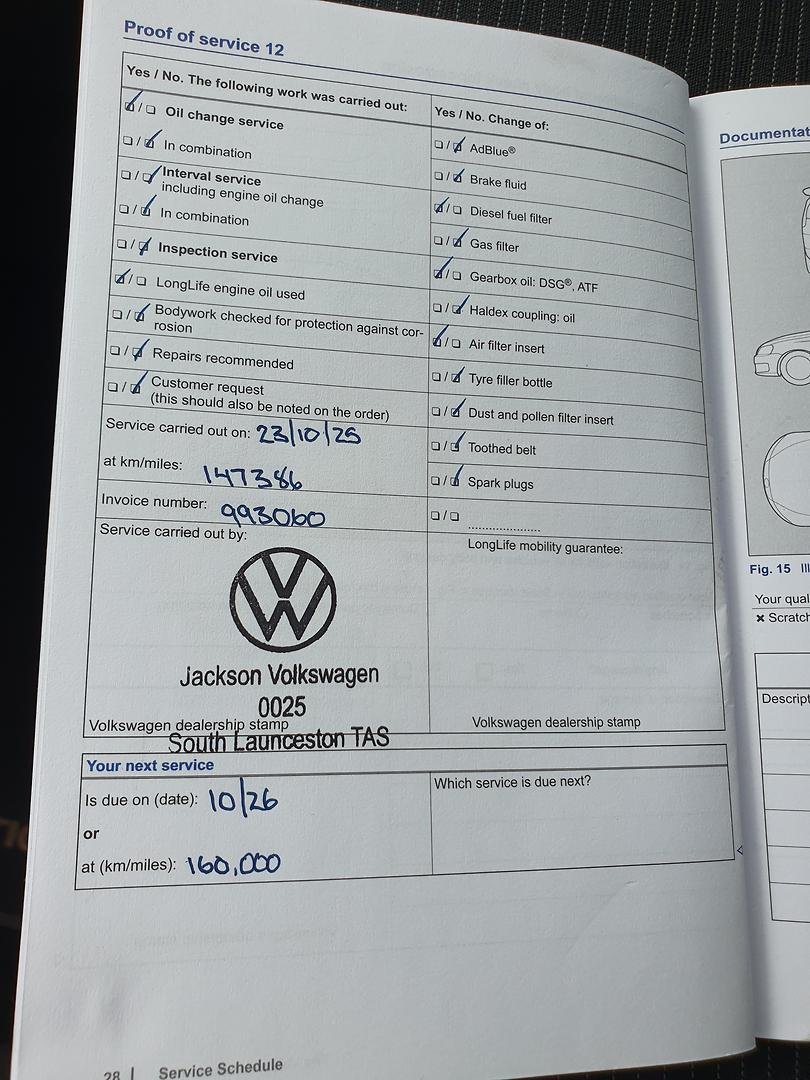 Proof of service 12
Yes / No. The following work was carried out:
☑/☐ Oil change service
☐/☑ In combination
☐/☑ Interval service
including engine oil change
☐/☑ In combination
☐/☑ Inspection service
☑/☐ LongLife engine oil used
☐/☑ Bodywork checked for protection against cor-
rosion
☐/☑ Repairs recommended
☐/☑ Customer request
(this should also be noted on the order)
Service carried out on: 23/10/25
at km/miles: 147386
Invoice number: 993060
Service carried out by:
Jackson Volkswagen
0025
Volkswagen dealership stamp
South Launceston TAS
Yes / No. Change of:
☐/☑ AdBlue®
☐/☑ Brake fluid
☑/☐ Diesel fuel filter
☐/☑ Gas filter
☑/☐ Gearbox oil: DSG®, ATF
☐/☑ Haldex coupling: oil
☑/☐ Air filter insert
☐/☑ Tyre filler bottle
☐/☑ Dust and pollen filter insert
☐/☑ Toothed belt
☐/☑ Spark plugs
☐/☐ ....................
LongLife mobility guarantee:
Volkswagen dealership stamp
Your next service
Is due on (date): 10/26
or
at (km/miles): 160,000
Which service is due next?
28 | Service Schedule
Documentat
Fig. 15 Ill
Your qual
× Scratch
Descript